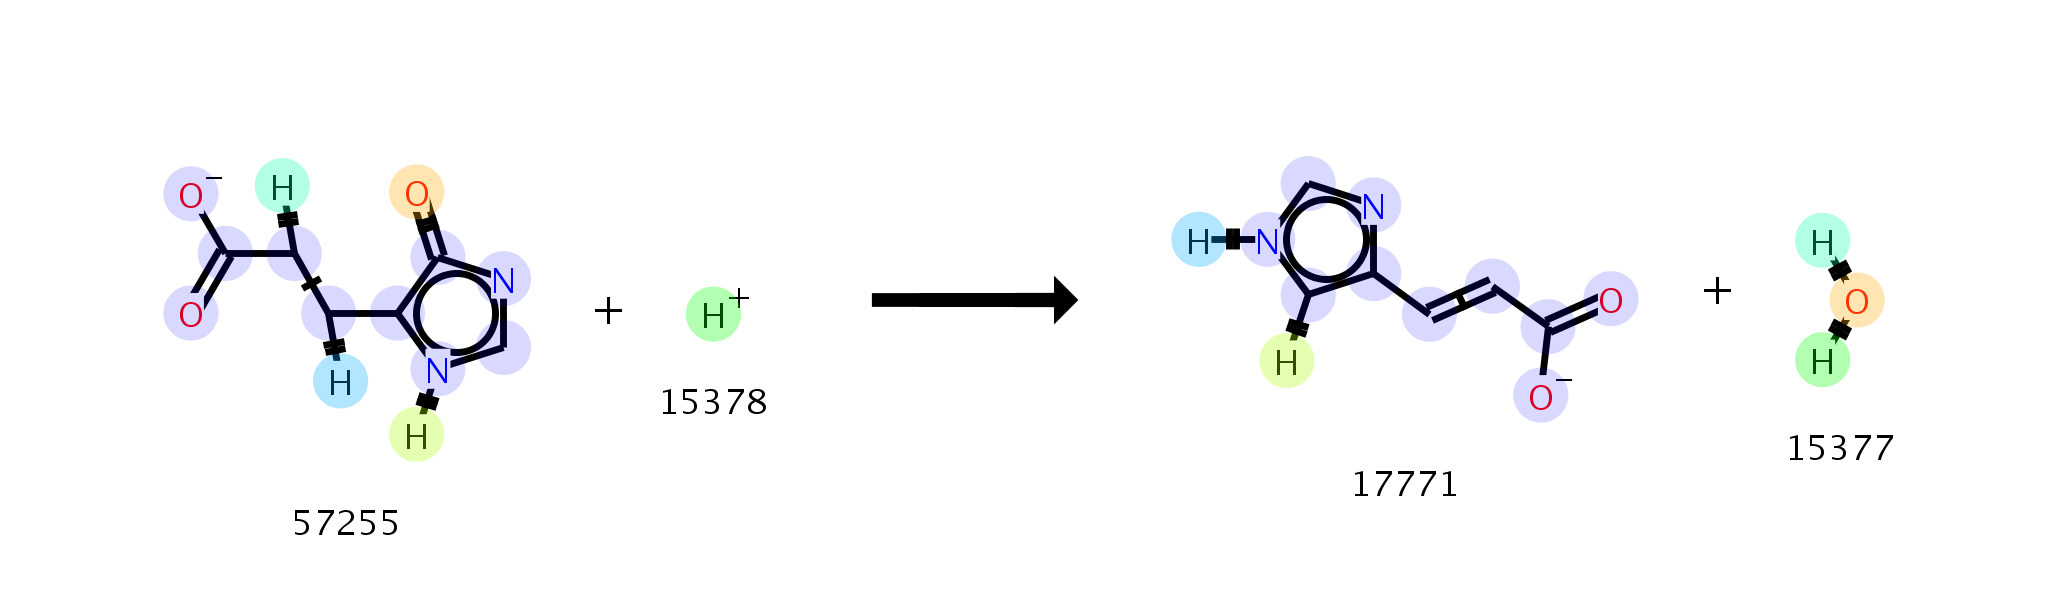 O− H O
O H N
N H
57255
+
H+
15378
N
H N
H
O
O−
17771
+
H
O
H
15377